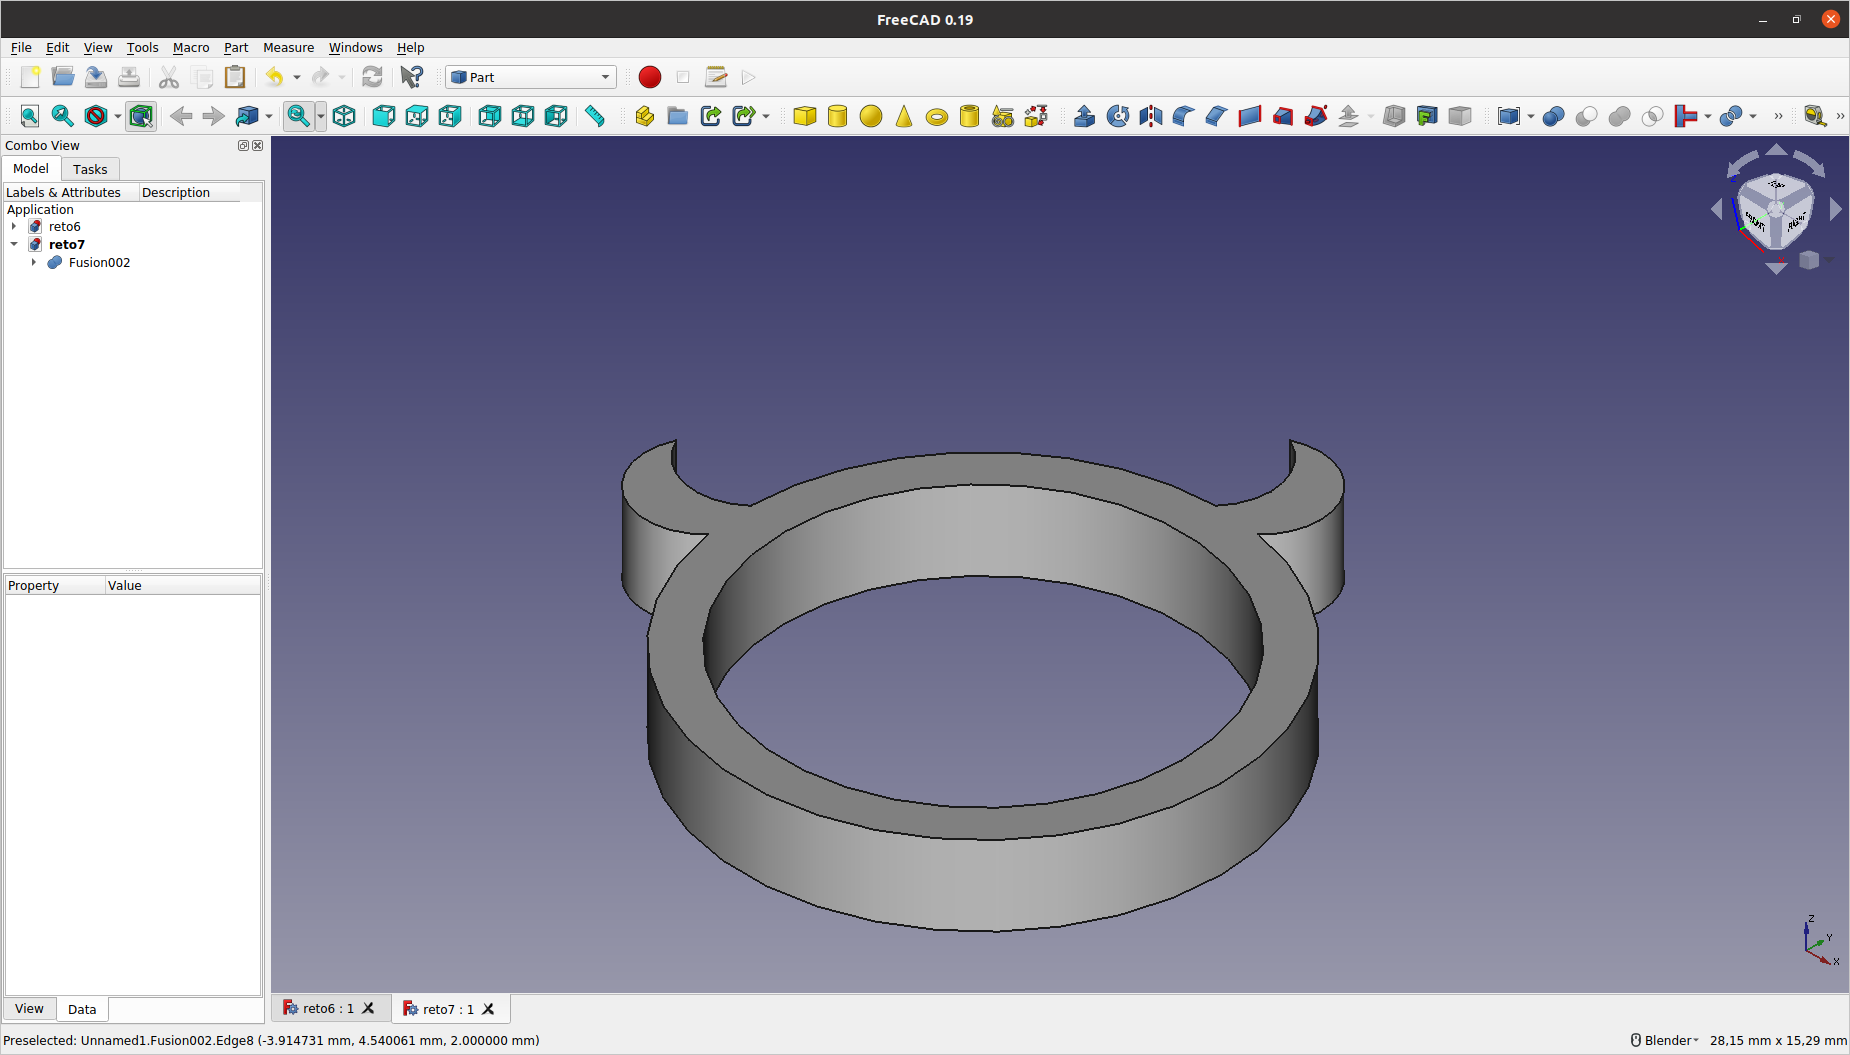 FreeCAD 0.19
File Edit View Tools Macro Part Measure Windows Help
Part
Combo View
Model Tasks
Labels & Attributes Description
Application
reto6
reto7
Fusion002
Property Value
View Data
Z
Y
X
reto6 : 1 reto7 : 1
Preselected: Unnamed1.Fusion002.Edge8 (-3.914731 mm, 4.540061 mm, 2.000000 mm) Blender 28,15 mm x 15,29 mm